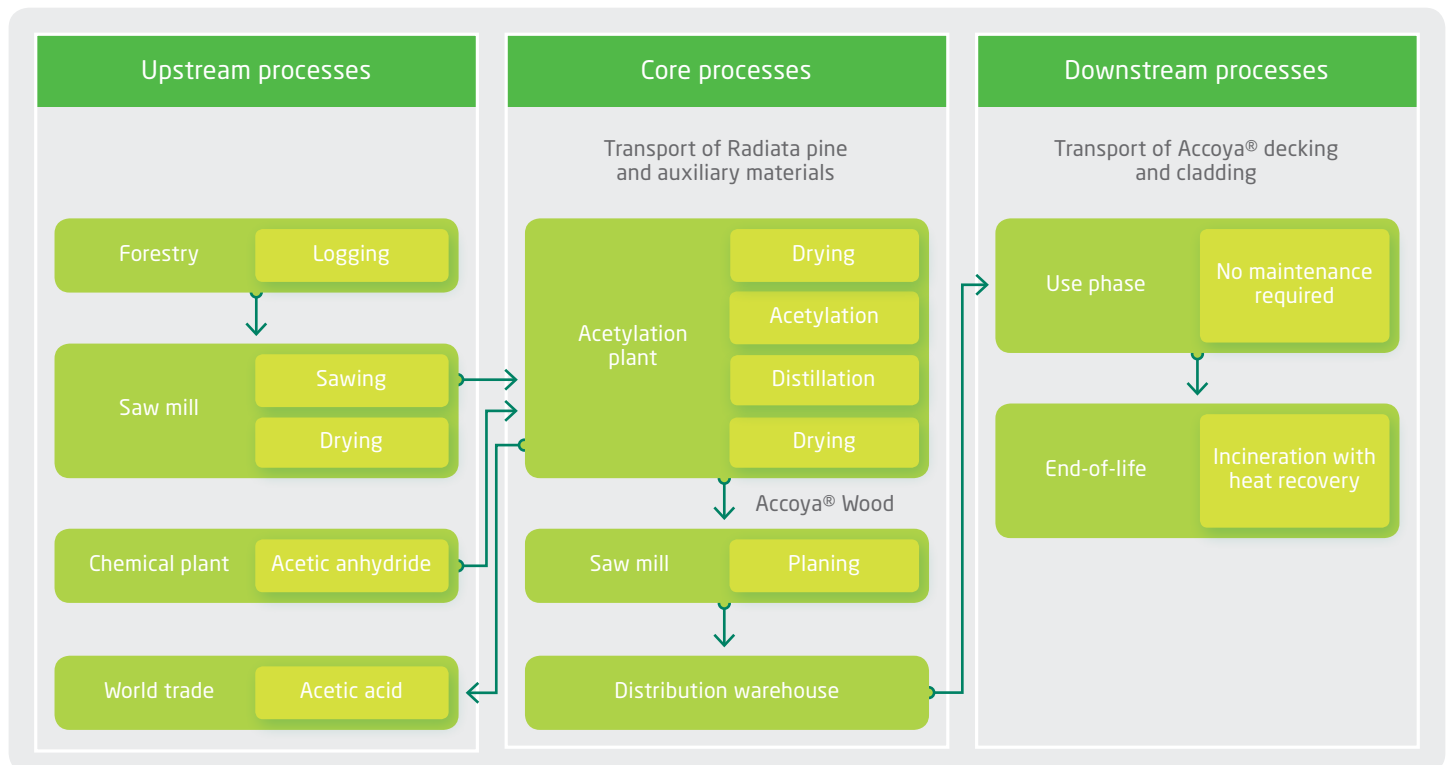 Upstream processes
Forestry
Logging
Saw mill
Sawing
Drying
Chemical plant
Acetic anhydride
World trade
Acetic acid
Core processes
Transport of Radiata pine
and auxiliary materials
Acetylation
plant
Drying
Acetylation
Distillation
Drying
Accoya® Wood
Saw mill
Planing
Distribution warehouse
Downstream processes
Transport of Accoya® decking
and cladding
Use phase
No maintenance
required
End-of-life
Incineration with
heat recovery